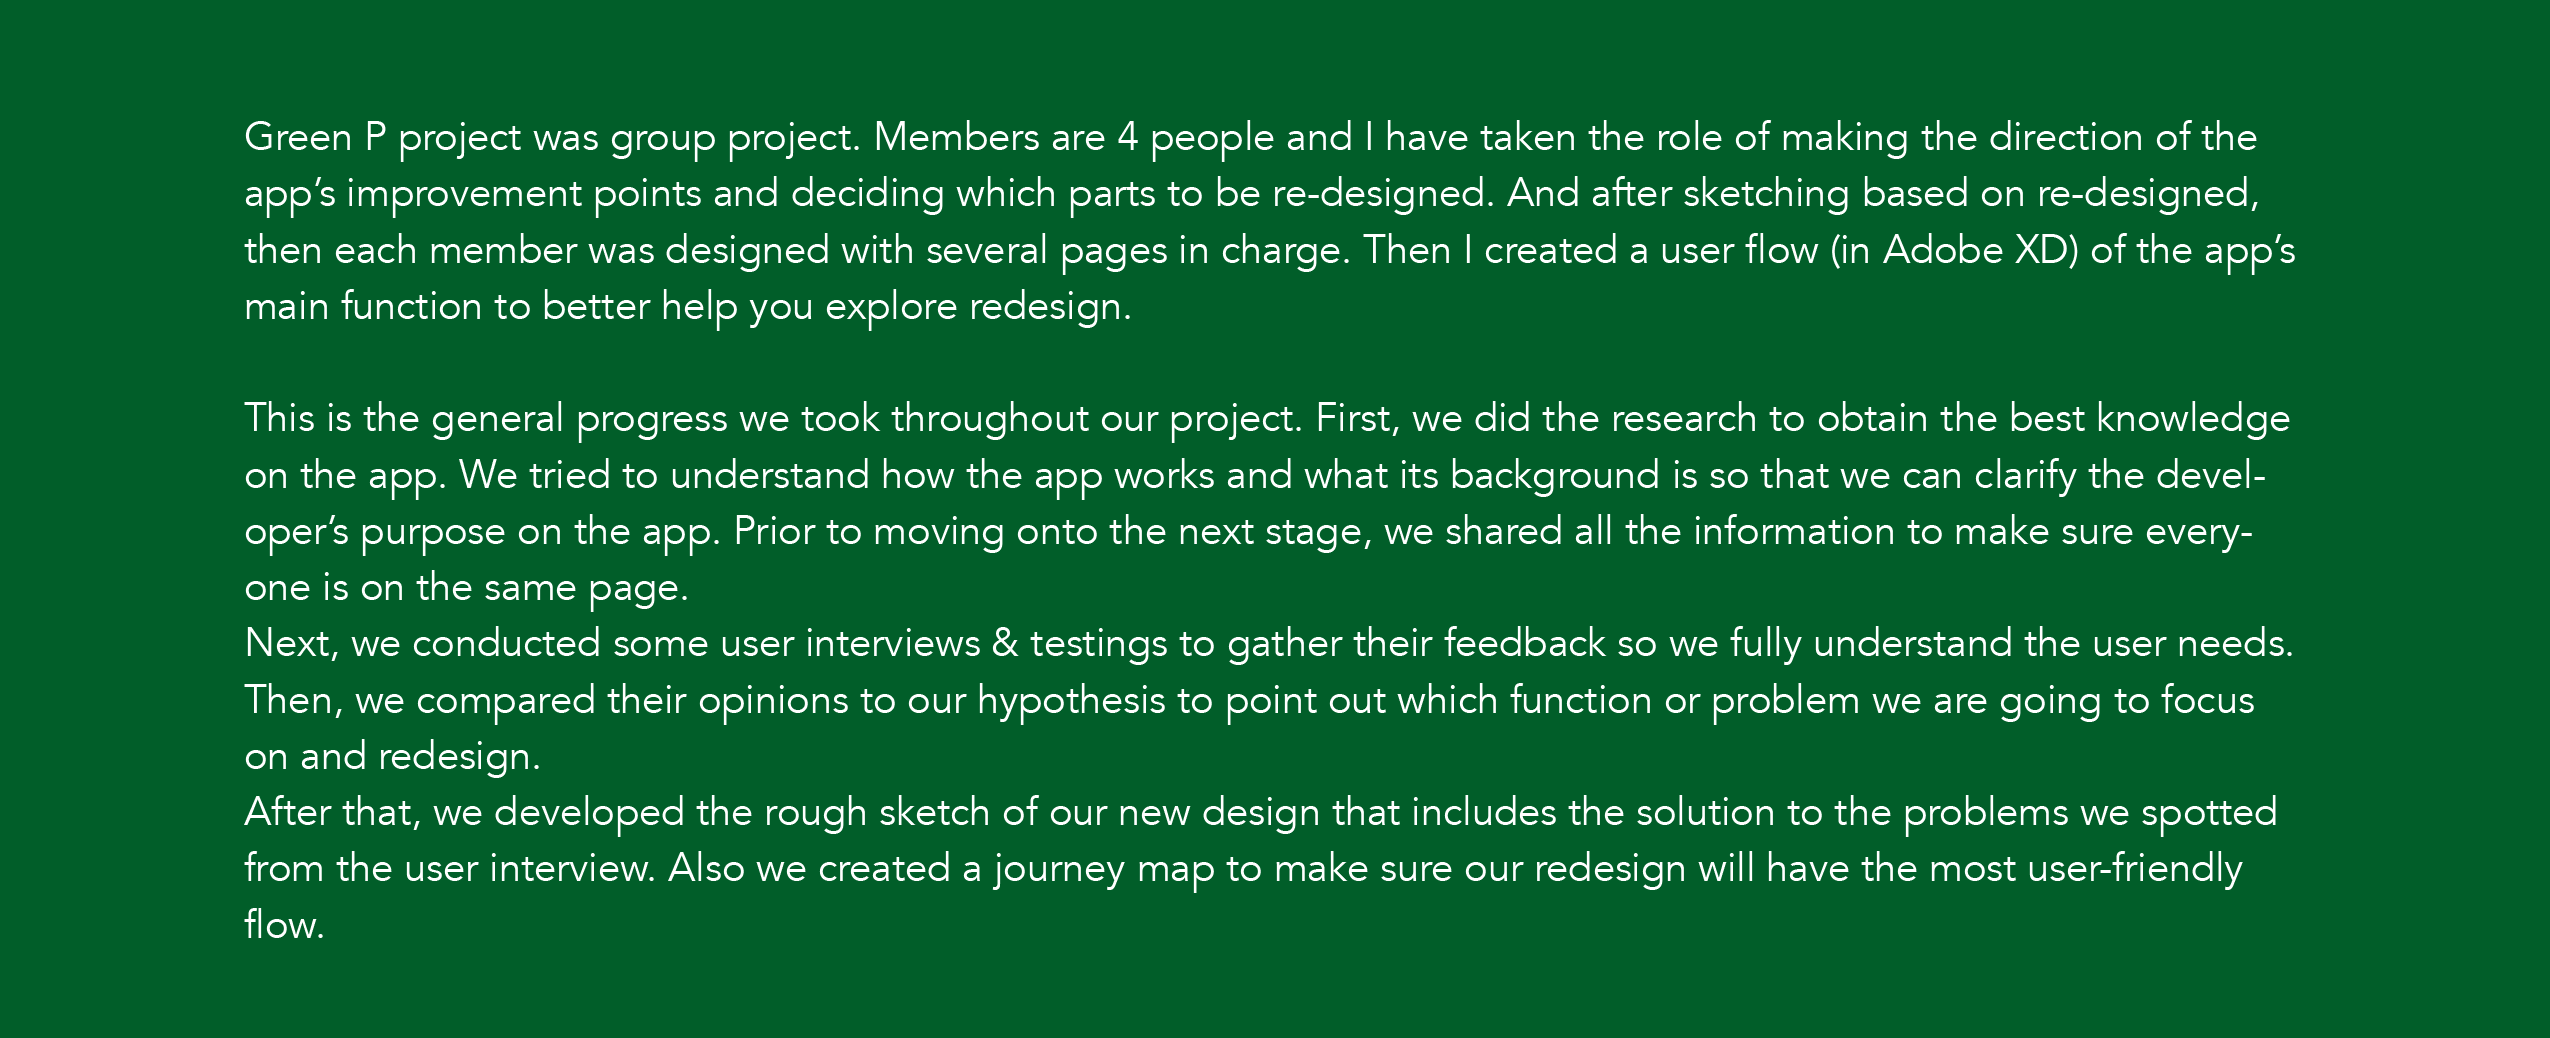 Green P project was group project. Members are 4 people and I have taken the role of making the direction of the
app’s improvement points and deciding which parts to be re-designed. And after sketching based on re-designed,
then each member was designed with several pages in charge. Then I created a user flow (in Adobe XD) of the app’s
main function to better help you explore redesign.
This is the general progress we took throughout our project. First, we did the research to obtain the best knowledge
on the app. We tried to understand how the app works and what its background is so that we can clarify the devel-
oper’s purpose on the app. Prior to moving onto the next stage, we shared all the information to make sure every-
one is on the same page.
Next, we conducted some user interviews & testings to gather their feedback so we fully understand the user needs.
Then, we compared their opinions to our hypothesis to point out which function or problem we are going to focus
on and redesign.
After that, we developed the rough sketch of our new design that includes the solution to the problems we spotted
from the user interview. Also we created a journey map to make sure our redesign will have the most user-friendly
flow.